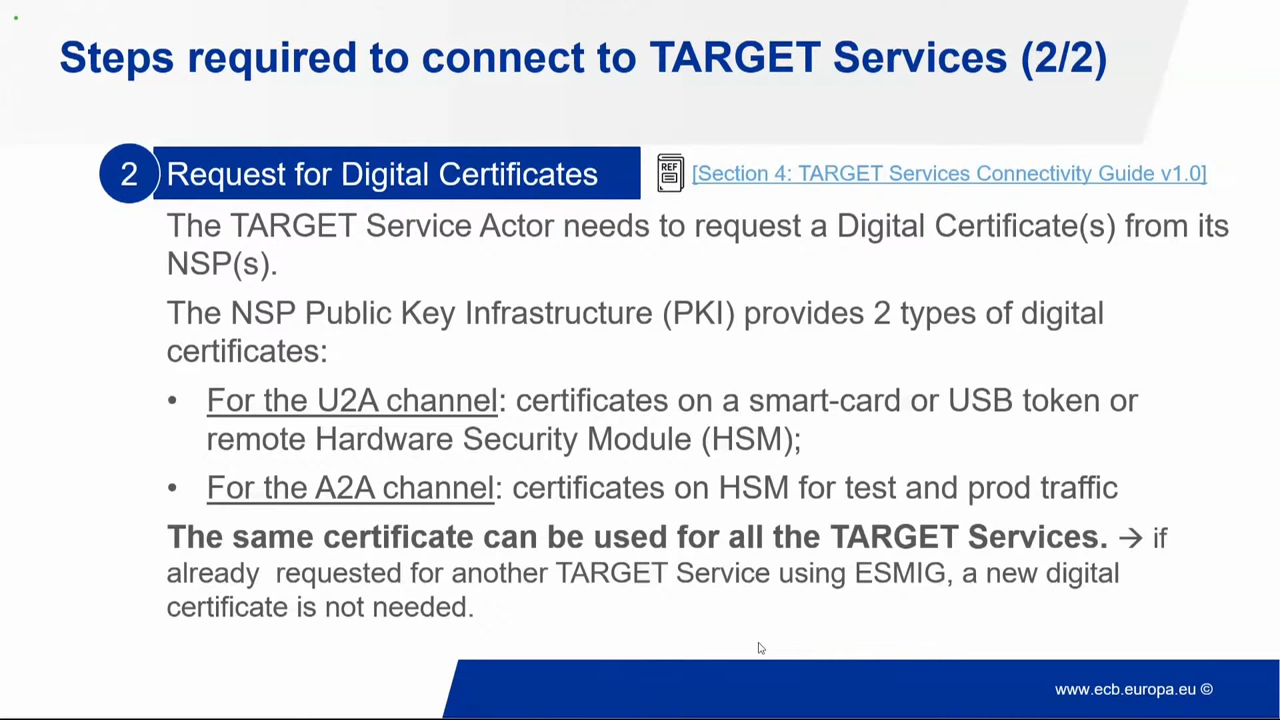 Steps required to connect to TARGET Services (2/2)
2 Request for Digital Certificates
REF
[Section 4: TARGET Services Connectivity Guide v1.0]
The TARGET Service Actor needs to request a Digital Certificate(s) from its
NSP(s).
The NSP Public Key Infrastructure (PKI) provides 2 types of digital
certificates:
• For the U2A channel: certificates on a smart-card or USB token or
remote Hardware Security Module (HSM);
• For the A2A channel: certificates on HSM for test and prod traffic
The same certificate can be used for all the TARGET Services. → if
already requested for another TARGET Service using ESMIG, a new digital
certificate is not needed.
www.ecb.europa.eu ©